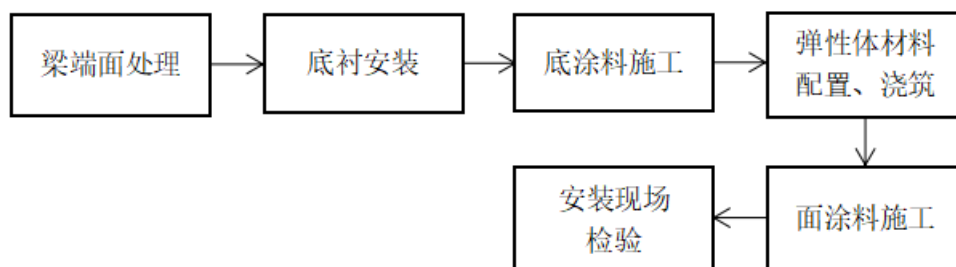 梁端面处理
底衬安装
底涂料施工
弹性体材料
配置、浇筑
面涂料施工
安装现场
检验